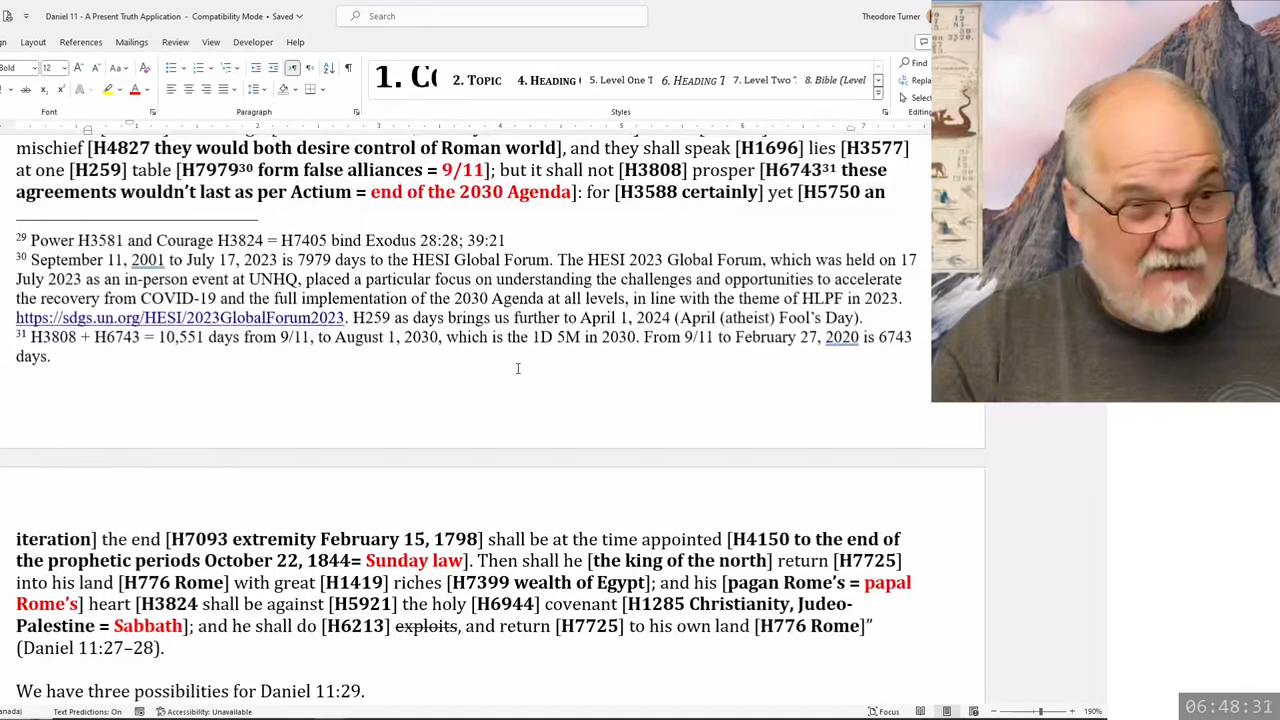 Daniel 11 - A Present Truth Application - Compatibility Mode • Saved
Search
Theodore Turner
Layout References Mailings Review View Developer Help
Bold 12 Aa
1. Co 2. Topic 4. Heading 5. Level One 6. Heading 7. Level Two 8. Bible (Level
Find
Repla
Select
Font Paragraph Styles Editing
mischief [H4827 they would both desire control of Roman world], and they shall speak [H1696] lies [H3577]
at one [H259] table [H7979³⁰ form false alliances = 9/11]; but it shall not [H3808] prosper [H6743³¹ these
agreements wouldn't last as per Actium = end of the 2030 Agenda]: for [H3588 certainly] yet [H5750 an
²⁹ Power H3581 and Courage H3824 = H7405 bind Exodus 28:28; 39:21
³⁰ September 11, 2001 to July 17, 2023 is 7979 days to the HESI Global Forum. The HESI 2023 Global Forum, which was held on 17
July 2023 as an in-person event at UNHQ, placed a particular focus on understanding the challenges and opportunities to accelerate
the recovery from COVID-19 and the full implementation of the 2030 Agenda at all levels, in line with the theme of HLPF in 2023.
https://sdgs.un.org/HESI/2023GlobalForum2023. H259 as days brings us further to April 1, 2024 (April (atheist) Fool's Day).
³¹ H3808 + H6743 = 10,551 days from 9/11, to August 1, 2030, which is the 1D 5M in 2030. From 9/11 to February 27, 2020 is 6743
days.
iteration] the end [H7093 extremity February 15, 1798] shall be at the time appointed [H4150 to the end of
the prophetic periods October 22, 1844= Sunday law]. Then shall he [the king of the north] return [H7725]
into his land [H776 Rome] with great [H1419] riches [H7399 wealth of Egypt]; and his [pagan Rome's = papal
Rome's] heart [H3824 shall be against [H5921] the holy [H6944] covenant [H1285 Christianity, Judeo-
Palestine = Sabbath]; and he shall do [H6213] exploits, and return [H7725] to his own land [H776 Rome]"
(Daniel 11:27–28).
We have three possibilities for Daniel 11:29.
Text Predictions: On Accessibility: Unavailable Focus 190%
06:48:31